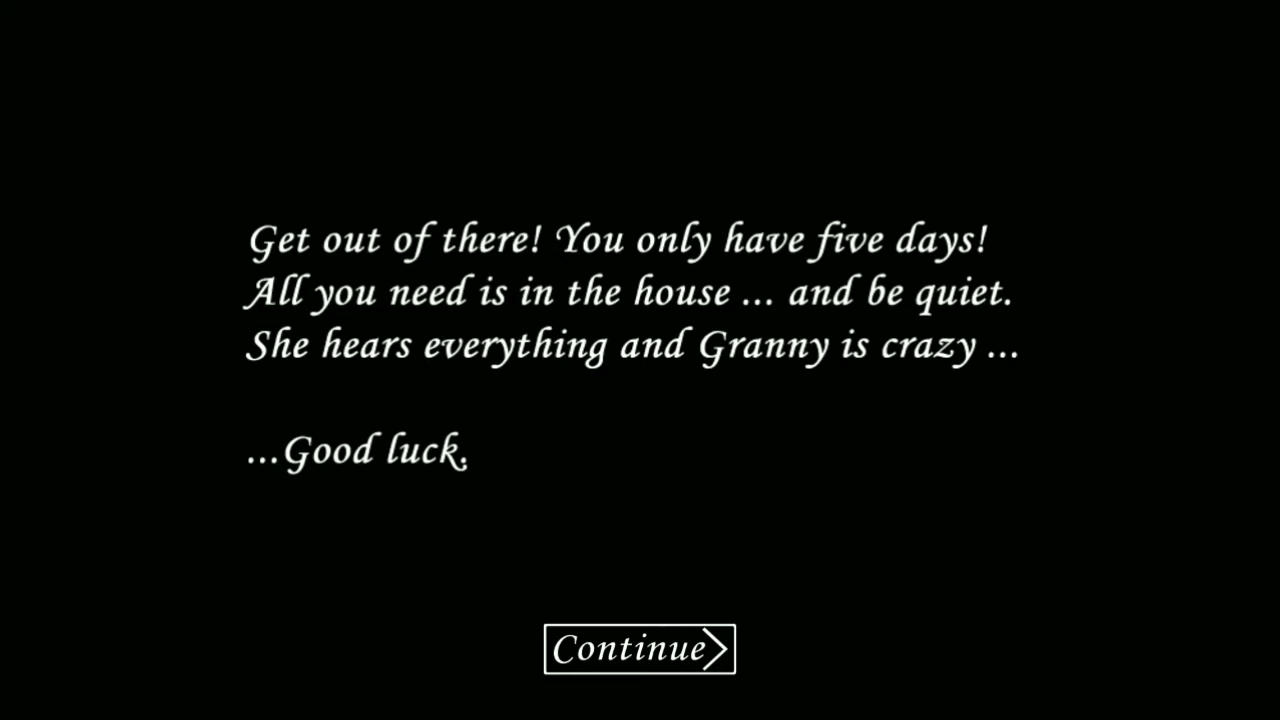 Get out of there! You only have five days!
All you need is in the house ... and be quiet.
She hears everything and Granny is crazy ...
...Good luck.
Continue>